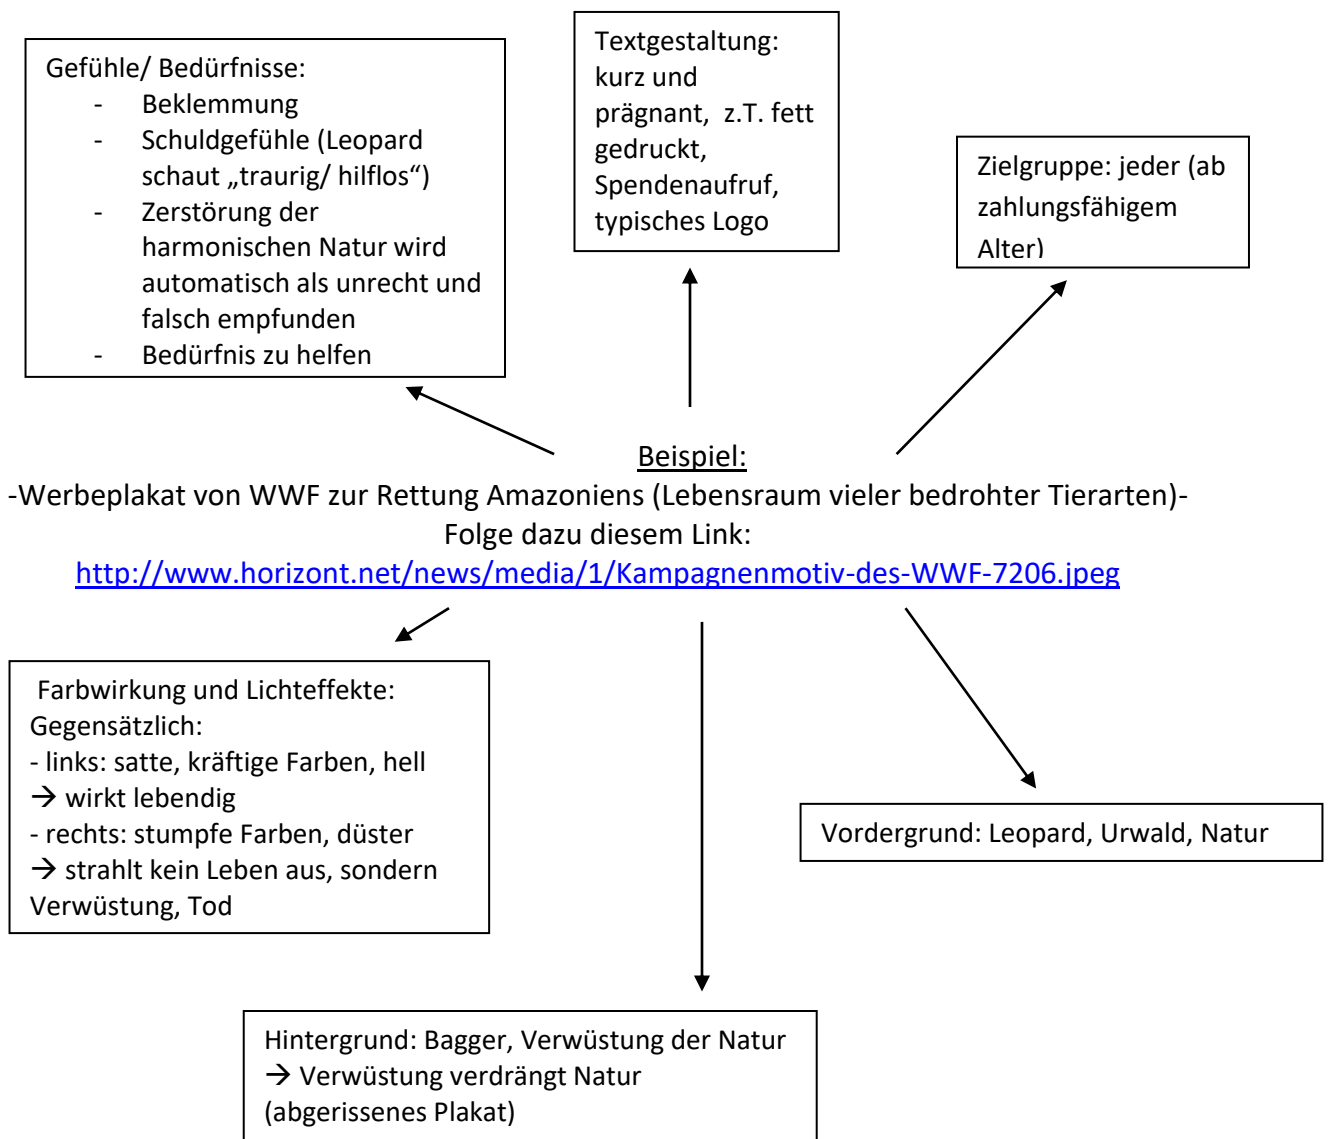 Gefühle/ Bedürfnisse:
- Beklemmung
- Schuldgefühle (Leopard
schaut „traurig/ hilflos“)
- Zerstörung der
harmonischen Natur wird
automatisch als unrecht und
falsch empfunden
- Bedürfnis zu helfen
Textgestaltung:
kurz und
prägnant, z.T. fett
gedruckt,
Spendenaufruf,
typisches Logo
Zielgruppe: jeder (ab
zahlungsfähigem
Alter)
Beispiel:
-Werbeplakat von WWF zur Rettung Amazoniens (Lebensraum vieler bedrohter Tierarten)-
Folge dazu diesem Link:
http://www.horizont.net/news/media/1/Kampagnenmotiv-des-WWF-7206.jpeg
Farbwirkung und Lichteffekte:
Gegensätzlich:
- links: satte, kräftige Farben, hell
→ wirkt lebendig
- rechts: stumpfe Farben, düster
→ strahlt kein Leben aus, sondern
Verwüstung, Tod
Vordergrund: Leopard, Urwald, Natur
Hintergrund: Bagger, Verwüstung der Natur
→ Verwüstung verdrängt Natur
(abgerissenes Plakat)